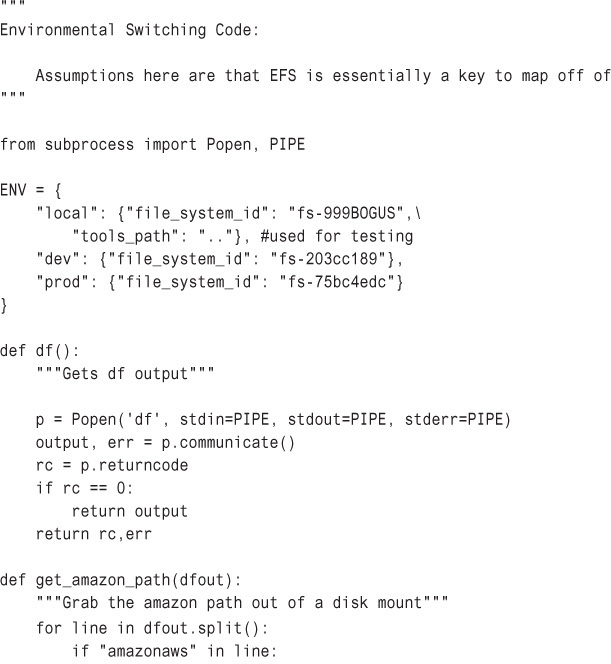 """
Environmental Switching Code:
    Assumptions here are that EFS is essentially a key to map off of
"""
from subprocess import Popen, PIPE
ENV = {
    "local": {"file_system_id": "fs-999BOGUS",\
        "tools_path": ".."}, #used for testing
    "dev": {"file_system_id": "fs-203cc189"},
    "prod": {"file_system_id": "fs-75bc4edc"}
}
def df():
    """Gets df output"""
    p = Popen('df', stdin=PIPE, stdout=PIPE, stderr=PIPE)
    output, err = p.communicate()
    rc = p.returncode
    if rc == 0:
        return output
    return rc,err
def get_amazon_path(dfout):
    """Grab the amazon path out of a disk mount"""
    for line in dfout.split():
        if "amazonaws" in line: